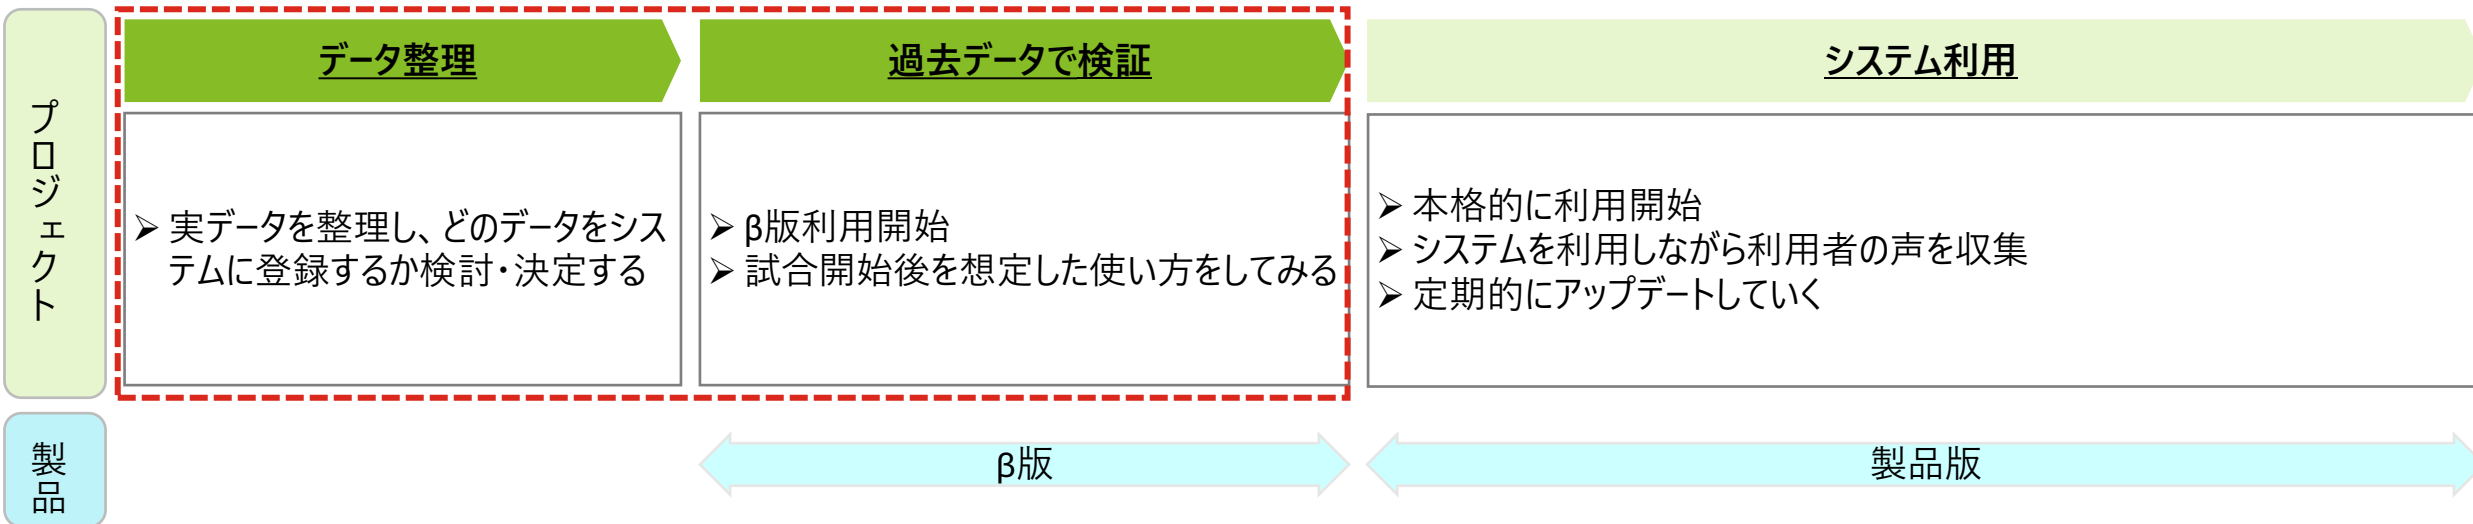 プロジェクト
データ整理
過去データで検証
システム利用
➢ 実データを整理し、どのデータをシス
テムに登録するか検討・決定する
➢ β版利用開始
➢ 試合開始後を想定した使い方をしてみる
➢ 本格的に利用開始
➢ システムを利用しながら利用者の声を収集
➢ 定期的にアップデートしていく
製品
β版
製品版